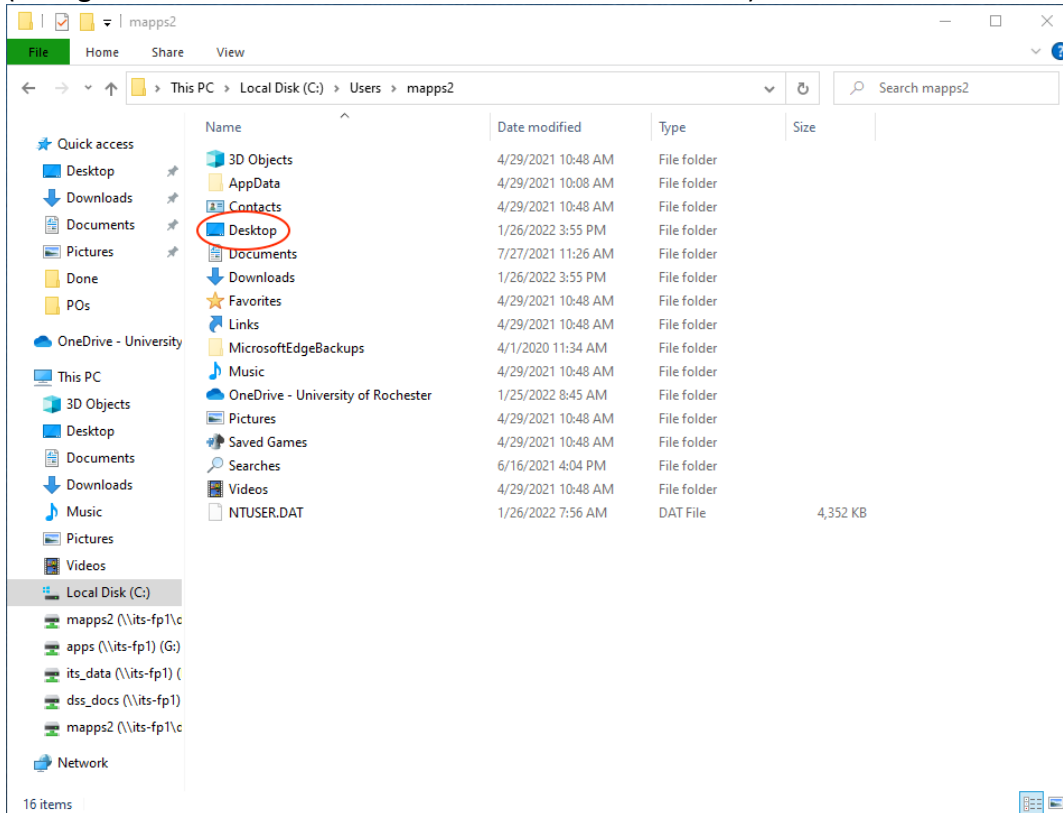 mapps2
File Home Share View
This PC > Local Disk (C:) > Users > mapps2
Search mapps2
Name Date modified Type Size
Quick access
Desktop
Downloads
Documents
Pictures
Done
POs
OneDrive - University
This PC
3D Objects
Desktop
Documents
Downloads
Music
Pictures
Videos
Local Disk (C:)
mapps2 (\\its-fp1\c
apps (\\its-fp1) (G:)
its_data (\\its-fp1) (
dss_docs (\\its-fp1)
mapps2 (\\its-fp1\c
Network
3D Objects 4/29/2021 10:48 AM File folder
AppData 4/29/2021 10:08 AM File folder
Contacts 4/29/2021 10:48 AM File folder
Desktop 1/26/2022 3:55 PM File folder
Documents 7/27/2021 11:26 AM File folder
Downloads 1/26/2022 3:55 PM File folder
Favorites 4/29/2021 10:48 AM File folder
Links 4/29/2021 10:48 AM File folder
MicrosoftEdgeBackups 4/1/2020 11:34 AM File folder
Music 4/29/2021 10:48 AM File folder
OneDrive - University of Rochester 1/25/2022 8:45 AM File folder
Pictures 4/29/2021 10:48 AM File folder
Saved Games 4/29/2021 10:48 AM File folder
Searches 6/16/2021 4:04 PM File folder
Videos 4/29/2021 10:48 AM File folder
NTUSER.DAT 1/26/2022 7:56 AM DAT File 4,352 KB
16 items